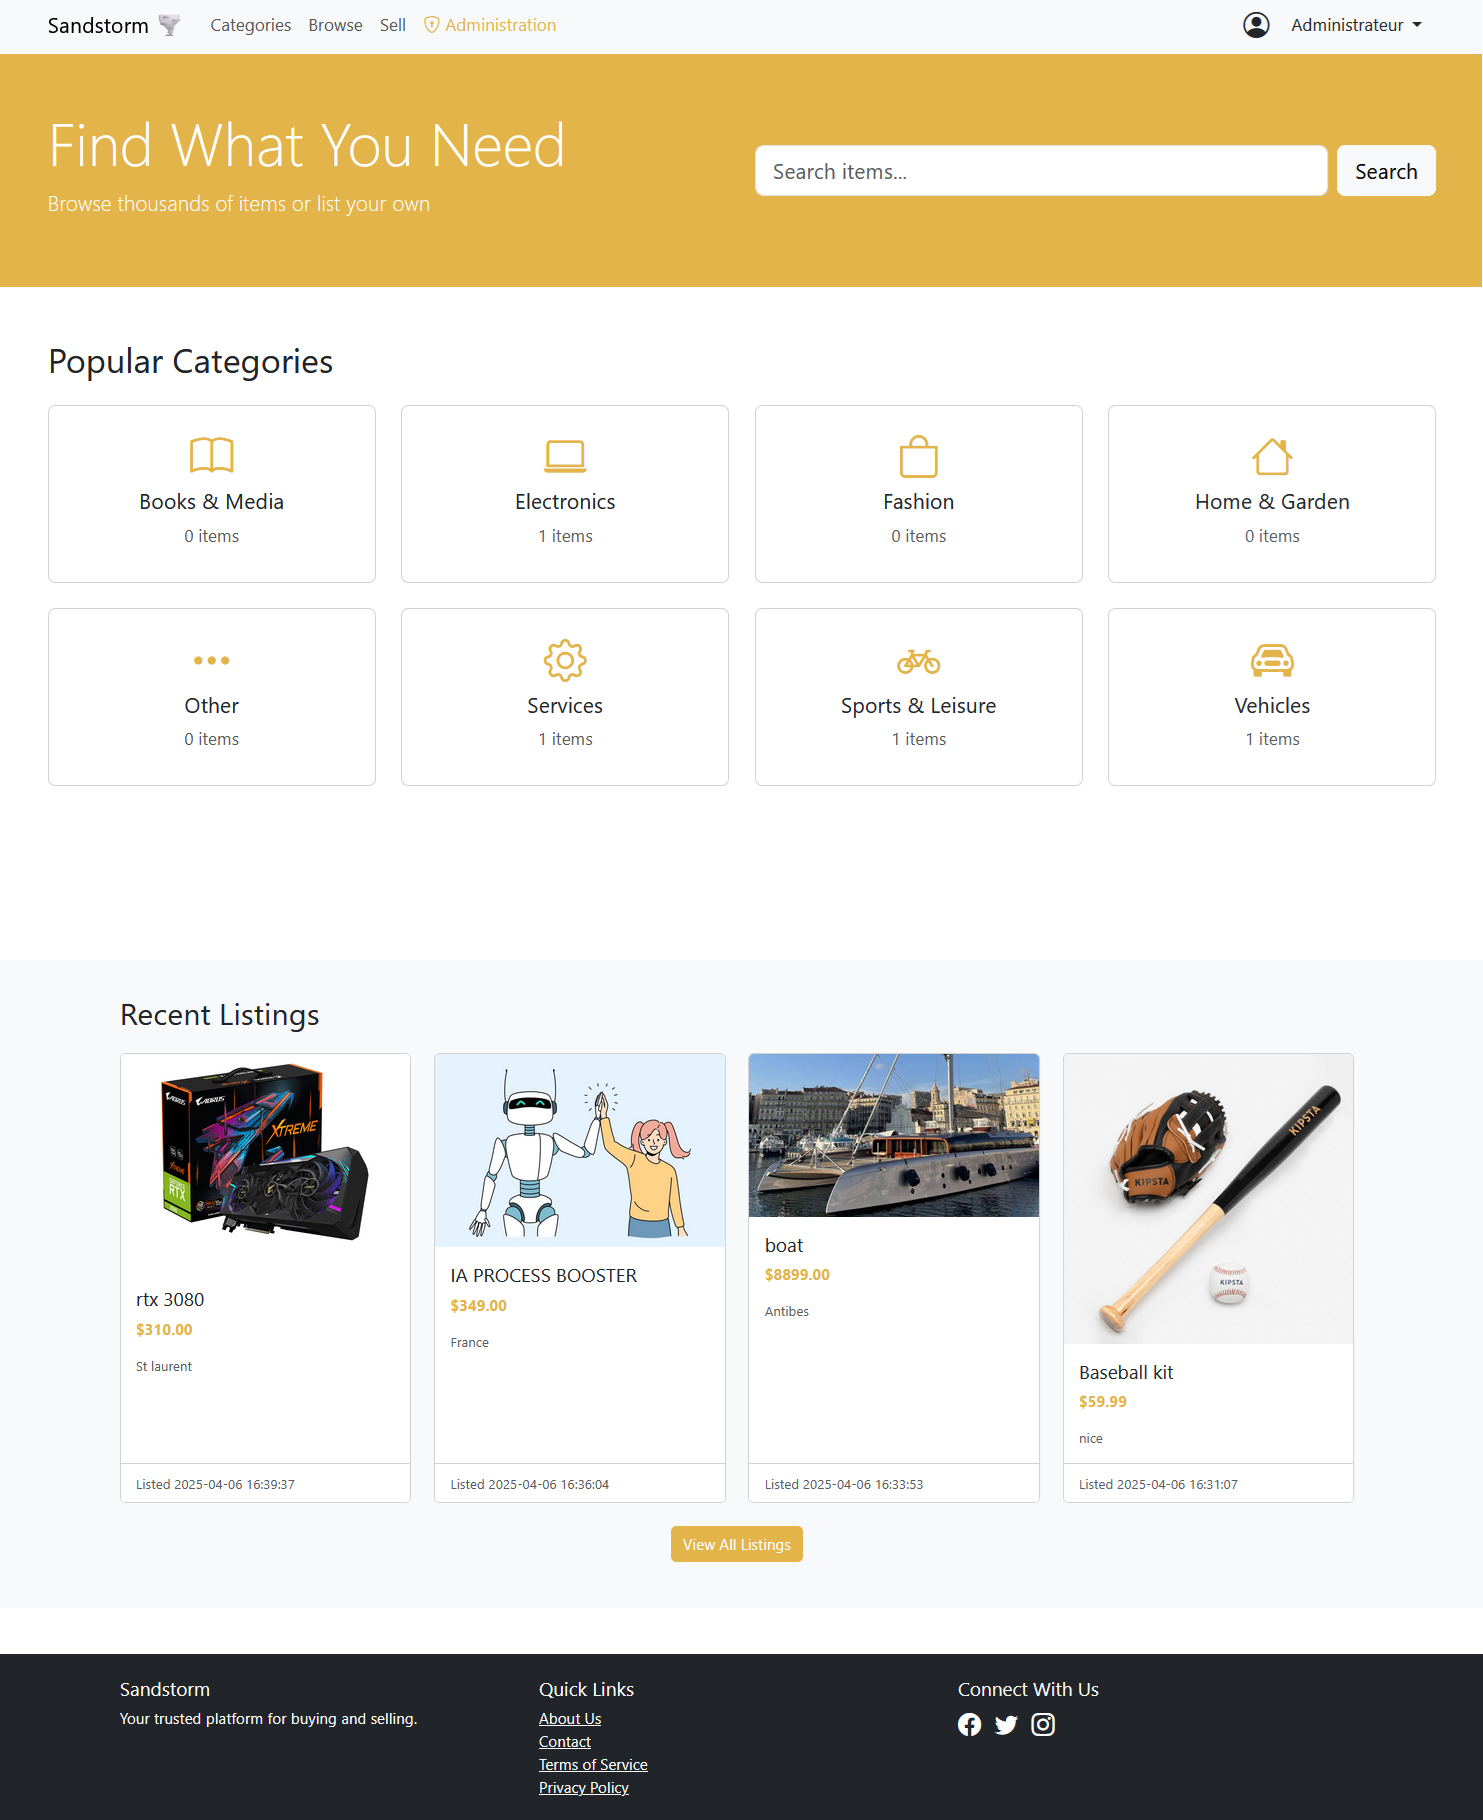 Sandstorm
Categories Browse Sell Administration
Administrateur
Find What You Need
Browse thousands of items or list your own
Search items...
Search
Popular Categories
Books & Media
0 items
Electronics
1 items
Fashion
0 items
Home & Garden
0 items
Other
0 items
Services
1 items
Sports & Leisure
1 items
Vehicles
1 items
Recent Listings
AORUS
AORUS
XTREME
XTREME
GEFORCE
RTX
rtx 3080
$310.00
St laurent
Listed 2025-04-06 16:39:37
IA PROCESS BOOSTER
$349.00
France
Listed 2025-04-06 16:36:04
boat
$8899.00
Antibes
Listed 2025-04-06 16:33:53
KIPSTA
KIPSTA
KIPSTA
Baseball kit
$59.99
nice
Listed 2025-04-06 16:31:07
View All Listings
Sandstorm
Your trusted platform for buying and selling.
Quick Links
About Us
Contact
Terms of Service
Privacy Policy
Connect With Us